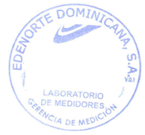 EDENORTE DOMINICANA, S.A.
LABORATORIO
DE MEDIDORES
GERENCIA DE MEDICIÓN